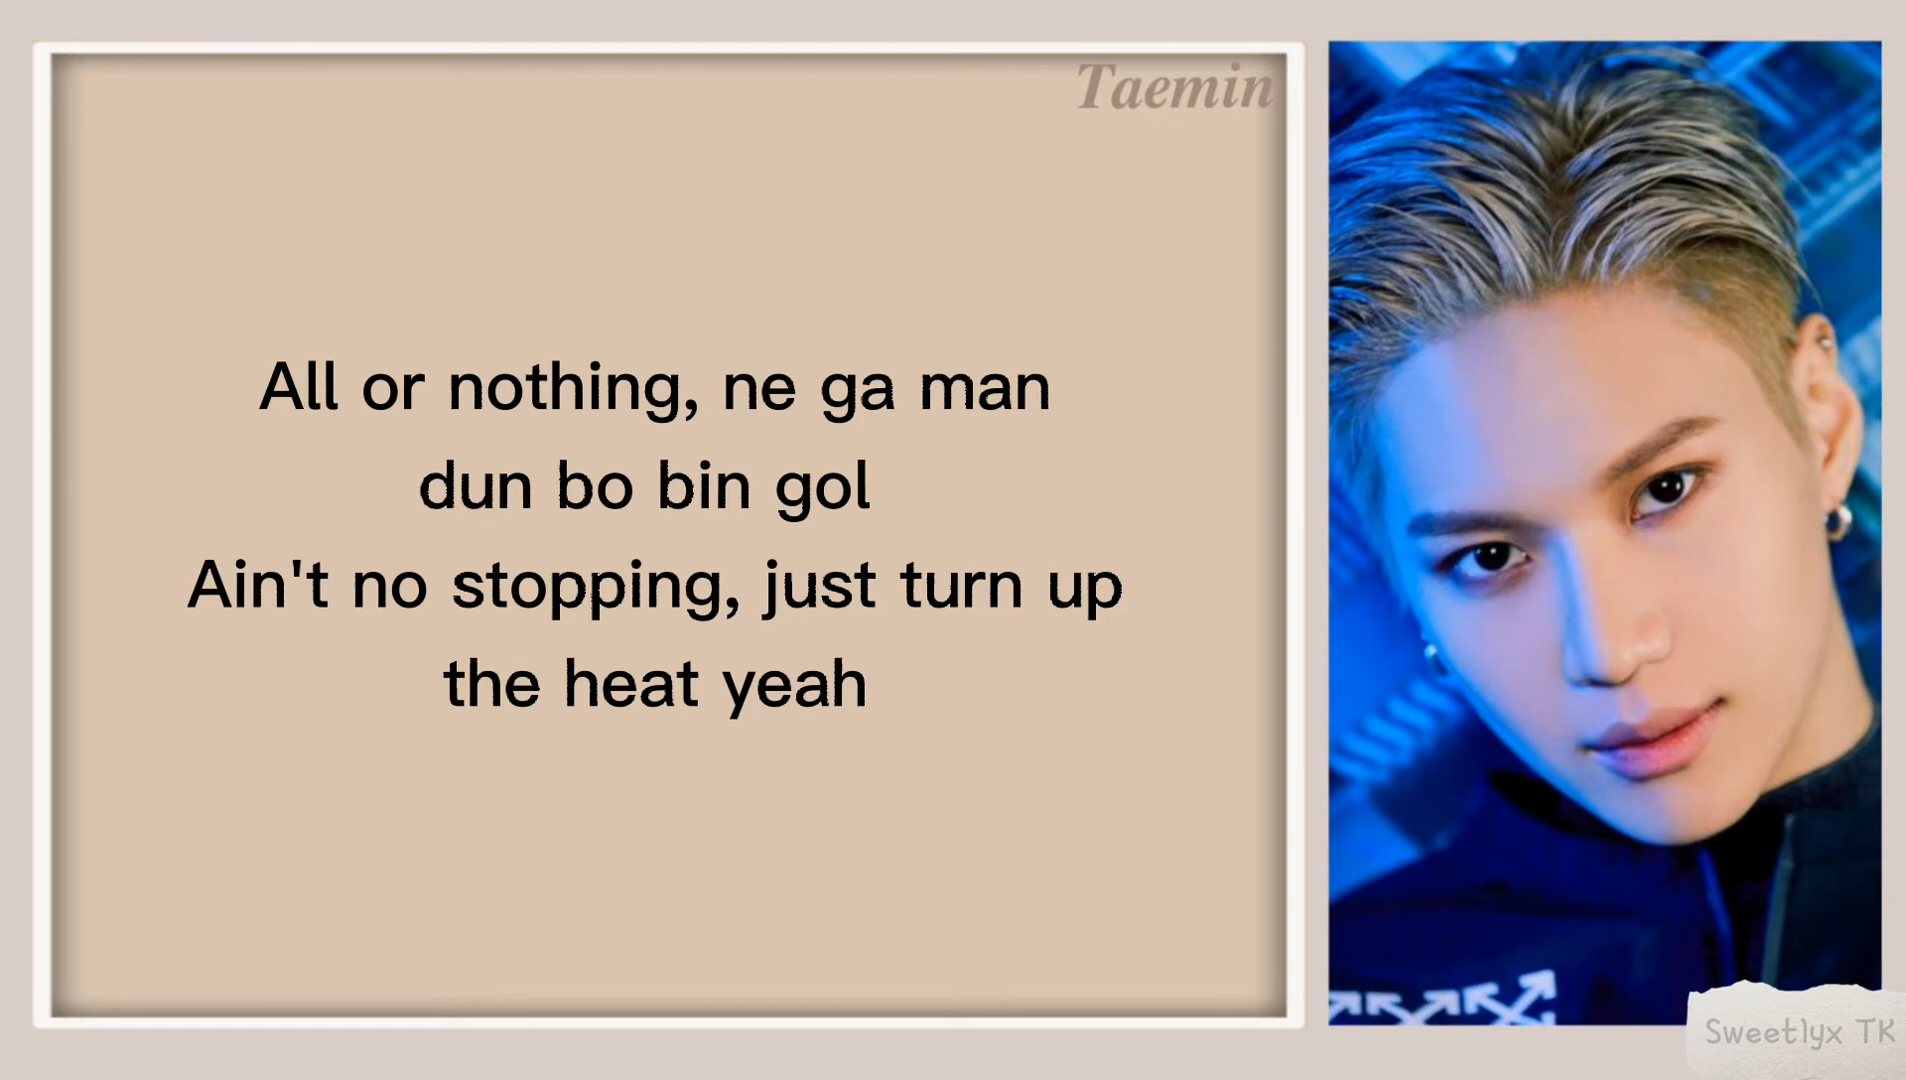 Taemin
All or nothing, ne ga man
dun bo bin gol
Ain't no stopping, just turn up
the heat yeah
Sweetlyx TK